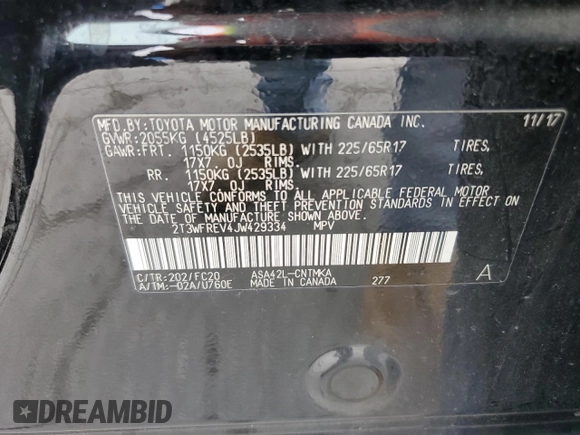 MFD.BY:TOYOTA MOTOR MANUFACTURING CANADA INC. 11/17
GVWR:2055KG (4525LB)
GAWR:FRT. 1150KG (2535LB) WITH 225/65R17 TIRES,
17X7.0J RIMS.
RR. 1150KG (2535LB) WITH 225/65R17 TIRES,
17X7.0J RIMS.
THIS VEHICLE CONFORMS TO ALL APPLICABLE FEDERAL MOTOR
VEHICLE SAFETY AND THEFT PREVENTION STANDARDS IN EFFECT ON
THE DATE OF MANUFACTURE SHOWN ABOVE.
2T3WFREV4JW429334 MPV
C/TR:202/FC20 ASA42L-CNTMKA A
A/TM:-02A/U760E MADE IN CANADA 277
DREAMBID